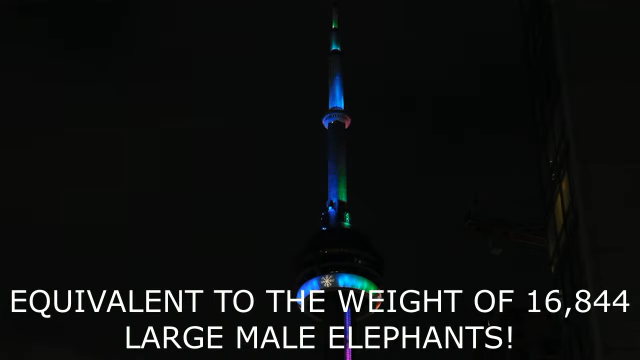 EQUIVALENT TO THE WEIGHT OF 16,844
LARGE MALE ELEPHANTS!